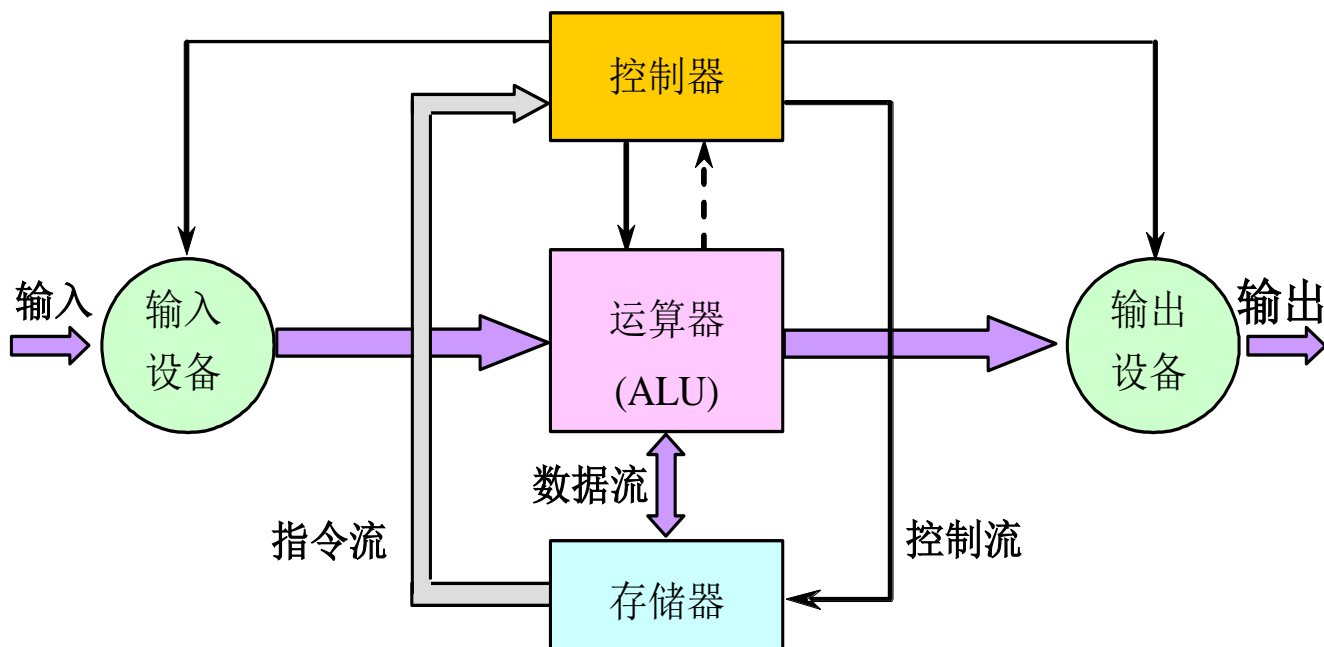 控制器
输入
输入
设备
运算器
(ALU)
输出
设备
输出
数据流
指令流
控制流
存储器